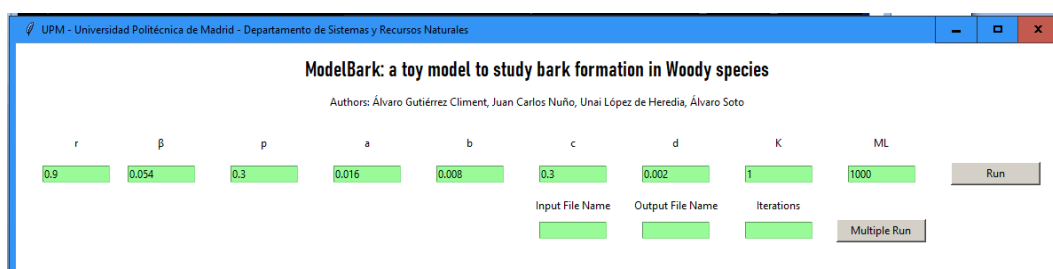 UPM - Universidad Politécnica de Madrid - Departamento de Sistemas y Recursos Naturales
ModelBark: a toy model to study bark formation in Woody species
Authors: Álvaro Gutiérrez Climent, Juan Carlos Nuño, Unai López de Heredia, Álvaro Soto
r β p a b c d K ML
0.9 0.054 0.3 0.016 0.008 0.3 0.002 1 1000 Run
Input File Name Output File Name Iterations
Multiple Run